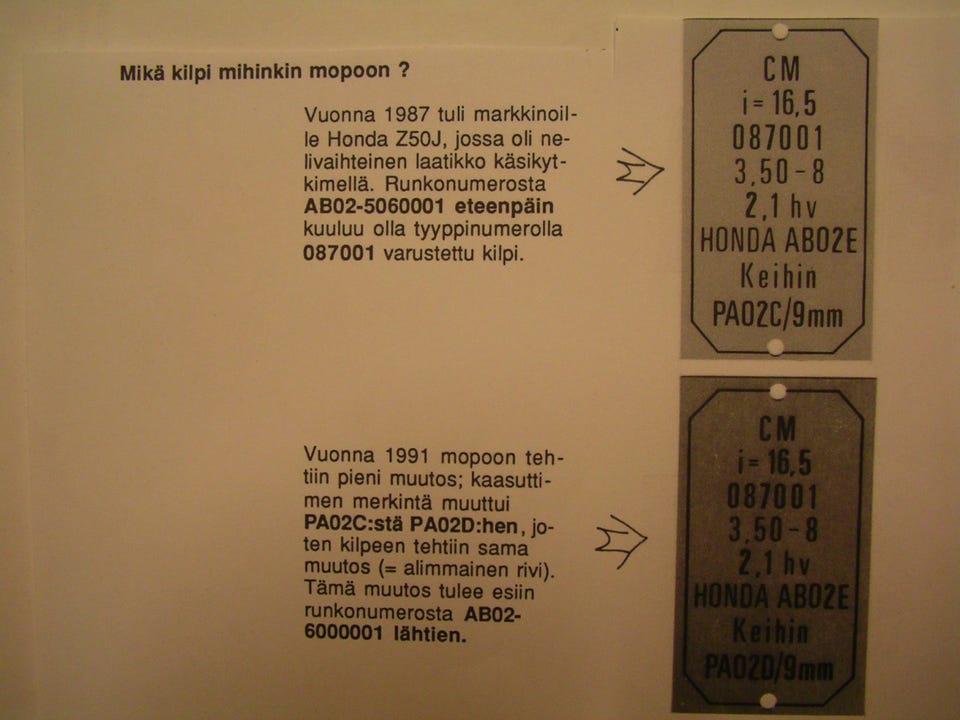 Mikä kilpi mihinkin mopoon ?
Vuonna 1987 tuli markkinoil-
le Honda Z50J, jossa oli ne-
livaihteinen laatikko käsikyt-
kimellä. Runkonumerosta
AB02-5060001 eteenpäin
kuuluu olla tyyppinumerolla
087001 varustettu kilpi.
CM
i= 16,5
087001
3,50-8
2,1 hv
HONDA AB02E
Keihin
PA02C/9mm
Vuonna 1991 mopoon teh-
tiin pieni muutos; kaasutti-
men merkintä muuttui
PA02C:stä PA02D:hen, jo-
ten kilpeen tehtiin sama
muutos (= alimmainen rivi).
Tämä muutos tulee esiin
runkonumerosta AB02-
6000001 lähtien.
CM
i= 16,5
087001
3,50-8
2,1 hv
HONDA AB02E
Keihin
PA02D/9mm